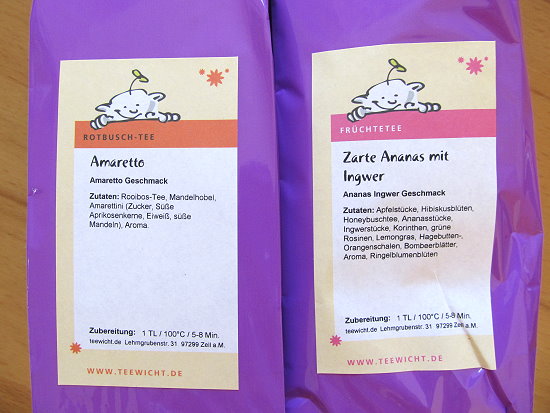 ROTBUSCH-TEE
Amaretto
Amaretto Geschmack
Zutaten: Rooibos-Tee, Mandelhobel,
Amarettini (Zucker, Süße
Aprikosenkerne, Eiweiß, süße
Mandeln), Aroma.
Zubereitung: 1 TL / 100°C / 5-8 Min.
teewicht.de Lehmgrubenstr. 31 97299 Zell a.M.
WWW.TEEWICHT.DE
FRÜCHTETEE
Zarte Ananas mit
Ingwer
Ananas Ingwer Geschmack
Zutaten: Apfelstücke, Hibiskusblüten,
Honeybuschtee, Ananasstücke,
Ingwerstücke, Korinthen, grüne
Rosinen, Lemongras, Hagebutten-
Orangenschalen, Bombeerblätter,
Aroma, Ringelblumenblüten
Zubereitung: 1 TL / 100°C / 5-8 Min.
teewicht.de Lehmgrubenstr. 31 97299 Zell a.M.
WWW.TEEWICHT.DE